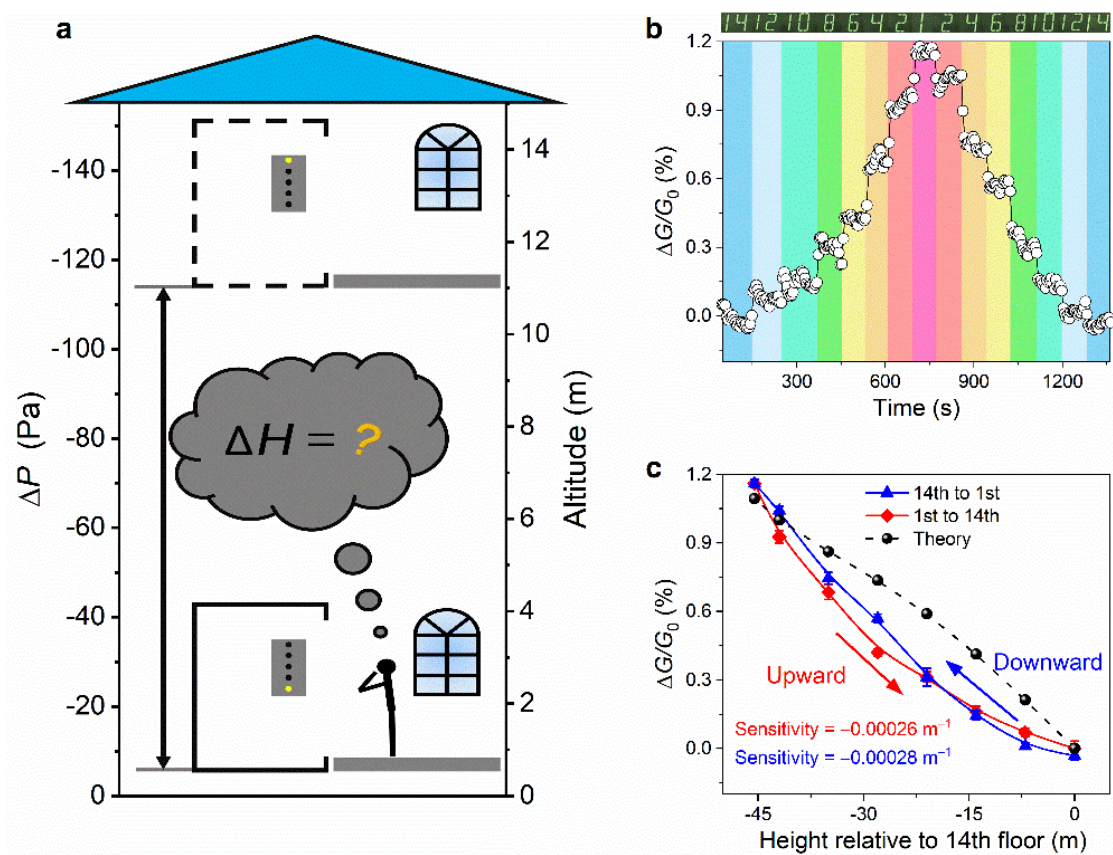 a
-140
-120
-100
-80
-60
-40
-20
0
ΔP (Pa)
ΔH = ?
14
12
10
8
6
4
2
0
Altitude (m)
b
14 12 10 8 6 4 2 1 2 4 6 8 10 12 14
1.2
0.9
0.6
0.3
0.0
ΔG/G₀ (%)
300 600 900 1200
Time (s)
c
1.2
0.9
0.6
0.3
0.0
ΔG/G₀ (%)
14th to 1st
1st to 14th
Theory
Upward
Downward
Sensitivity = −0.00026 m⁻¹
Sensitivity = −0.00028 m⁻¹
-45 -30 -15 0
Height relative to 14th floor (m)